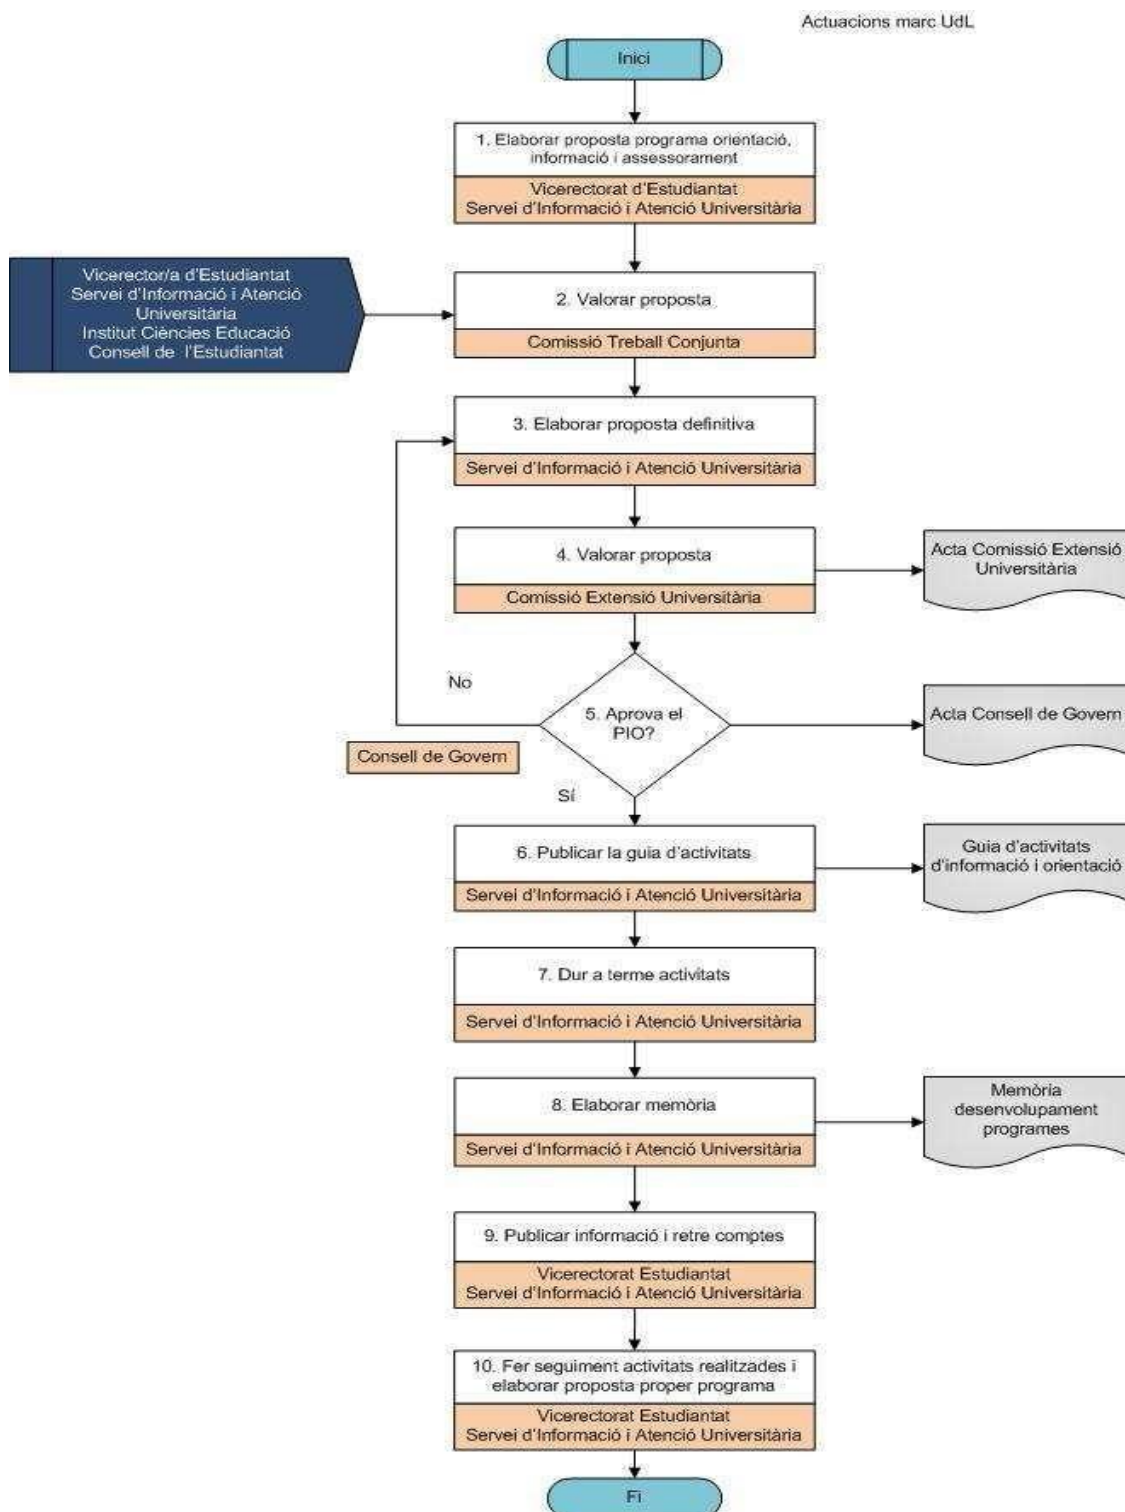 Actuacions marc UdL
Inici
1. Elaborar proposta programa orientació,
informació i assessorament
Vicerectorat d'Estudiantat
Servei d'Informació i Atenció Universitària
Vicerector/a d'Estudiantat
Servei d'Informació i Atenció
Universitària
Institut Ciències Educació
Consell de l'Estudiantat
2. Valorar proposta
Comissió Treball Conjunta
3. Elaborar proposta definitiva
Servei d'Informació i Atenció Universitària
4. Valorar proposta
Comissió Extensió Universitària
Acta Comissió Extensió
Universitària
No
5. Aprova el
PIO?
Acta Consell de Govern
Consell de Govern
Sí
6. Publicar la guia d'activitats
Servei d'Informació i Atenció Universitària
Guia d'activitats
d'informació i orientació
7. Dur a terme activitats
Servei d'Informació i Atenció Universitària
8. Elaborar memòria
Servei d'Informació i Atenció Universitària
Memòria
desenvolupament
programes
9. Publicar informació i retre comptes
Vicerectorat Estudiantat
Servei d'Informació i Atenció Universitària
10. Fer seguiment activitats realitzades i
elaborar proposta proper programa
Vicerectorat Estudiantat
Servei d'Informació i Atenció Universitària
Fi